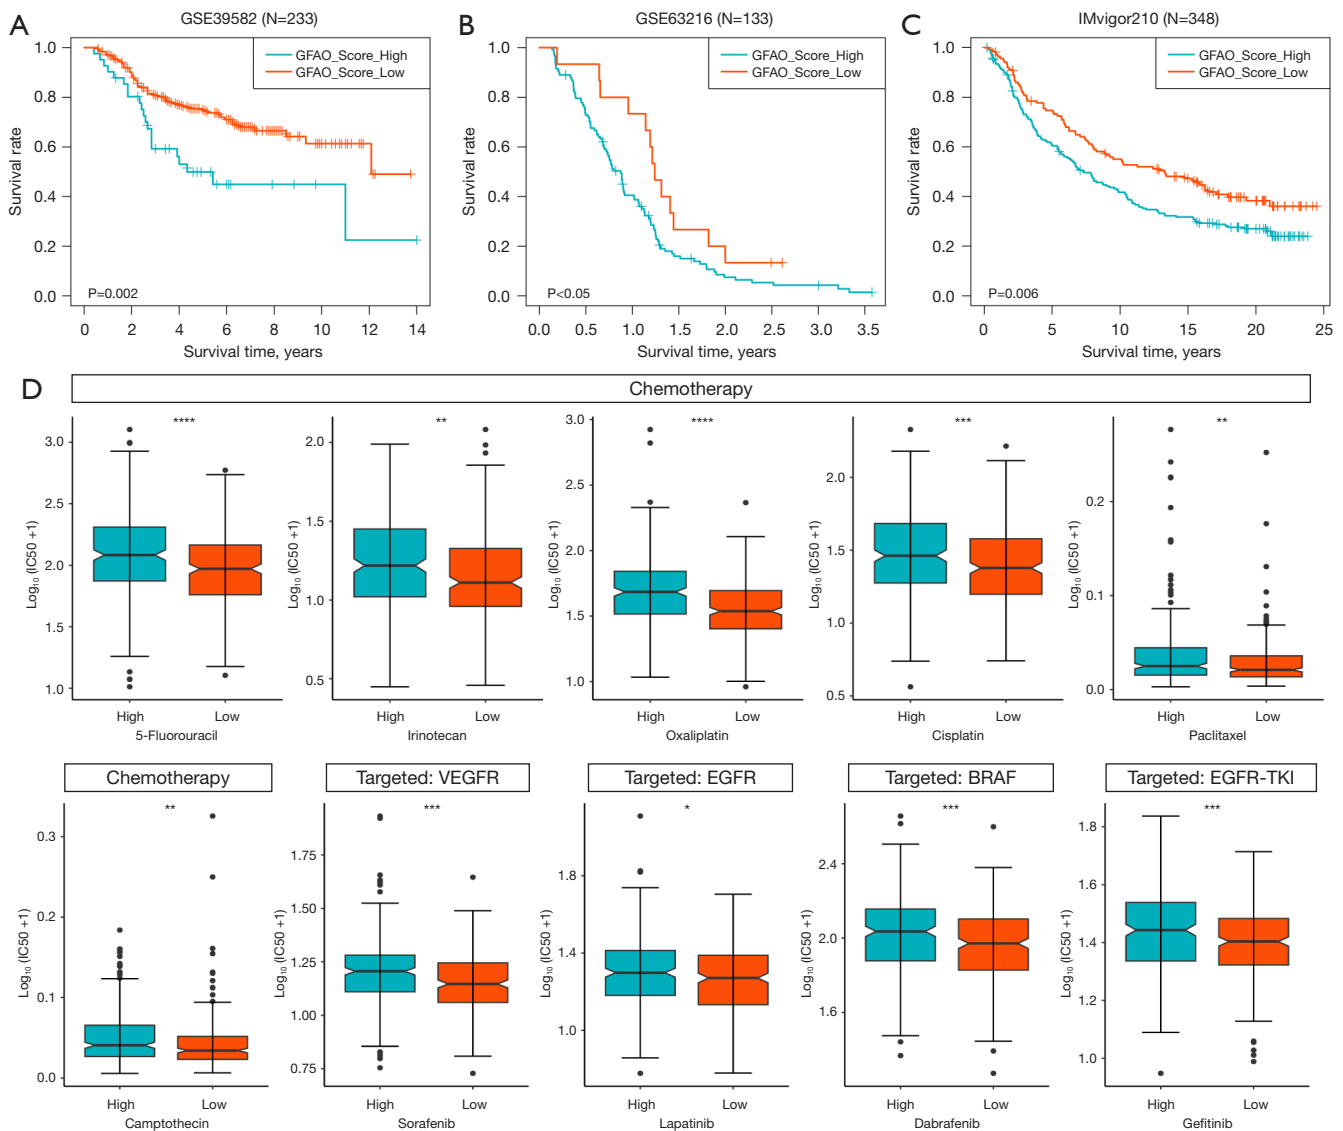 A
GSE39582 (N=233)
GFAO_Score_High
GFAO_Score_Low
1.0
0.8
0.6
0.4
0.2
0.0
Survival rate
P=0.002
0 2 4 6 8 10 12 14
Survival time, years
B
GSE63216 (N=133)
GFAO_Score_High
GFAO_Score_Low
1.0
0.8
0.6
0.4
0.2
0.0
Survival rate
P<0.05
0.0 0.5 1.0 1.5 2.0 2.5 3.0 3.5
Survival time, years
C
IMvigor210 (N=348)
GFAO_Score_High
GFAO_Score_Low
1.0
0.8
0.6
0.4
0.2
0.0
Survival rate
P=0.006
0 5 10 15 20 25
Survival time, years
D
Chemotherapy
****
3.0
2.5
2.0
1.5
1.0
Log₁₀ (IC50 +1)
High Low
5-Fluorouracil
**
2.0
1.5
1.0
0.5
Log₁₀ (IC50 +1)
High Low
Irinotecan
****
3.0
2.5
2.0
1.5
1.0
Log₁₀ (IC50 +1)
High Low
Oxaliplatin
***
2.0
1.5
1.0
0.5
Log₁₀ (IC50 +1)
High Low
Cisplatin
**
0.2
0.1
0.0
Log₁₀ (IC50 +1)
High Low
Paclitaxel
Chemotherapy
**
0.3
0.2
0.1
0.0
Log₁₀ (IC50 +1)
High Low
Camptothecin
Targeted: VEGFR
***
1.75
1.50
1.25
1.00
0.75
Log₁₀ (IC50 +1)
High Low
Sorafenib
Targeted: EGFR
*
1.8
1.4
1.0
Log₁₀ (IC50 +1)
High Low
Lapatinib
Targeted: BRAF
***
2.4
2.0
1.6
Log₁₀ (IC50 +1)
High Low
Dabrafenib
Targeted: EGFR-TKI
***
1.8
1.6
1.4
1.2
1.0
Log₁₀ (IC50 +1)
High Low
Gefitinib